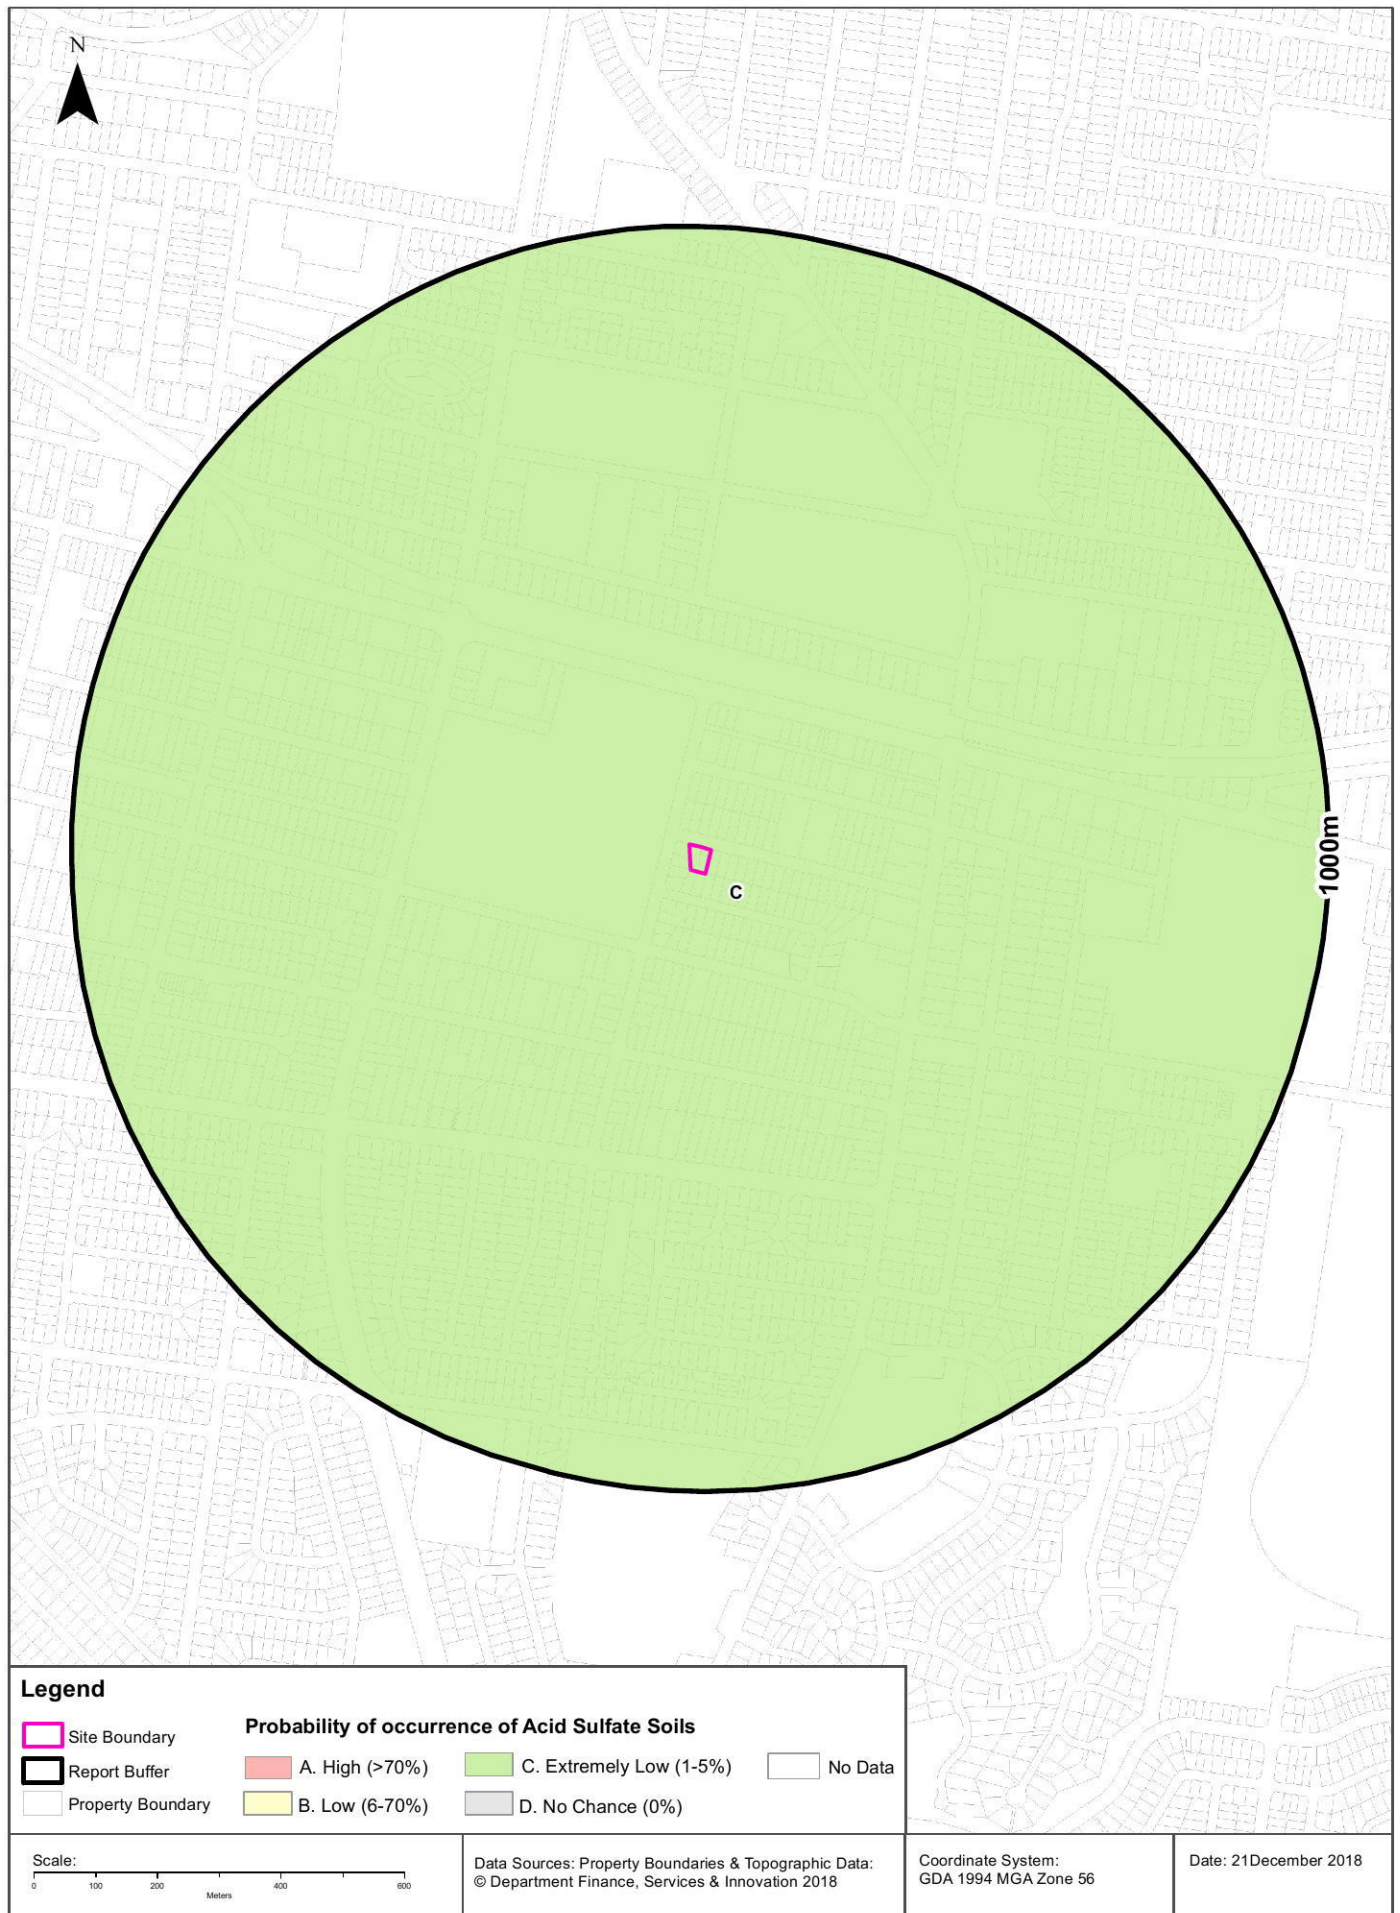 N
1000m
C
Legend
Site Boundary
Report Buffer
Property Boundary
Probability of occurrence of Acid Sulfate Soils
A. High (>70%)
B. Low (6-70%)
C. Extremely Low (1-5%)
D. No Chance (0%)
No Data
Scale:
0 100 200 400 600
Meters
Data Sources: Property Boundaries & Topographic Data:
© Department Finance, Services & Innovation 2018
Coordinate System:
GDA 1994 MGA Zone 56
Date: 21December 2018